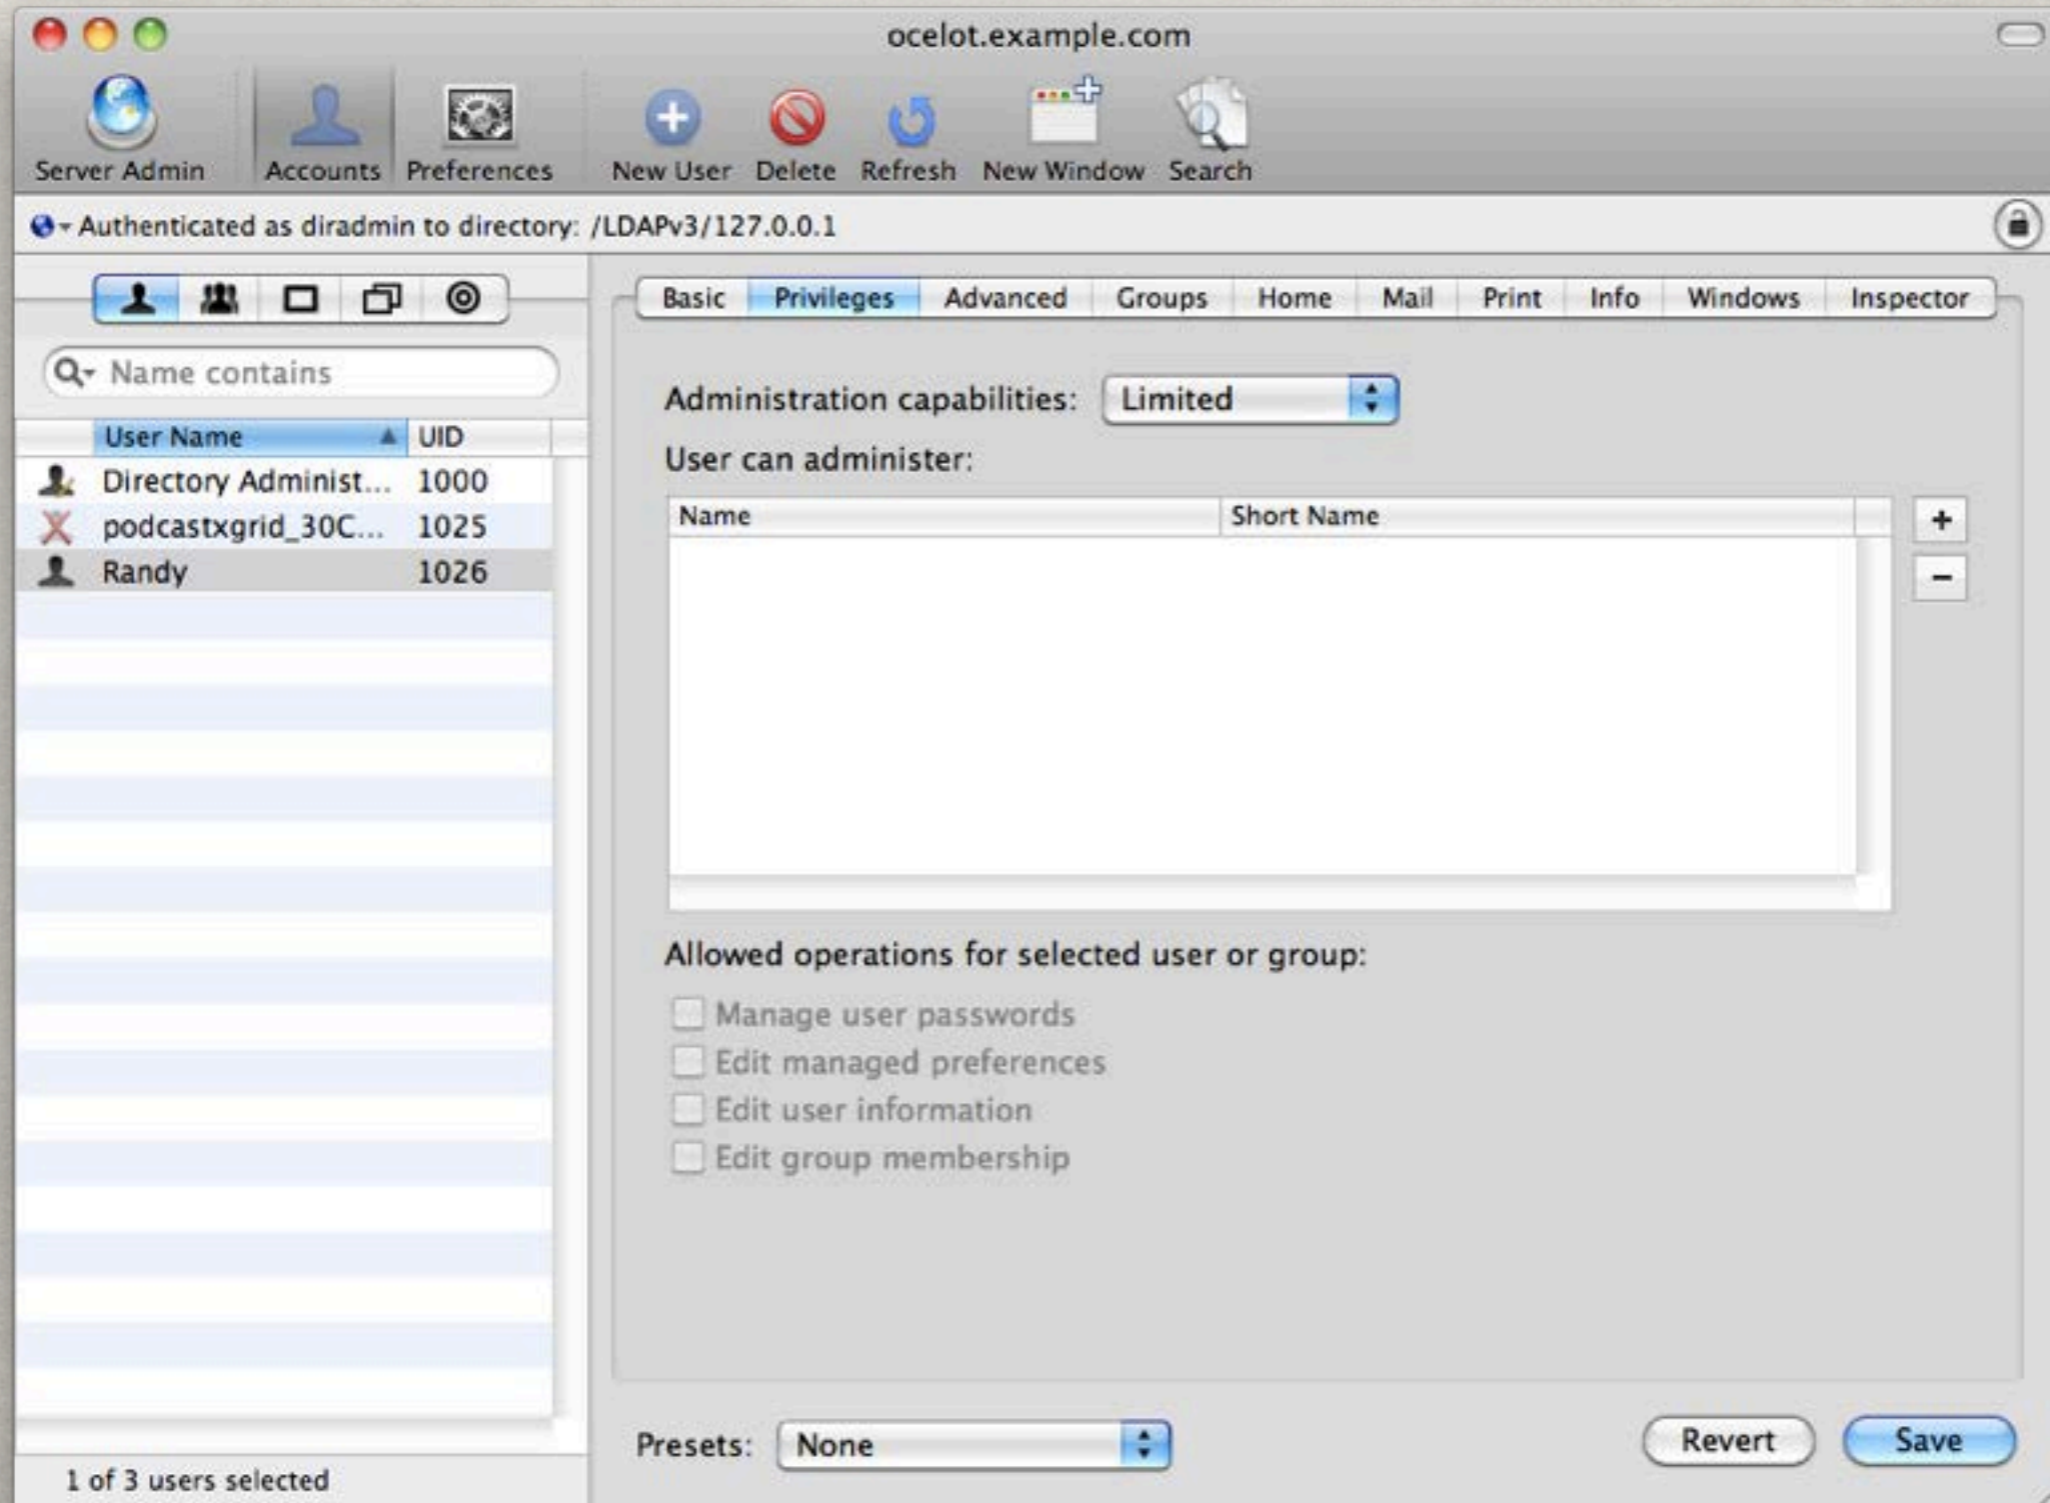 ocelot.example.com
Server Admin Accounts Preferences New User Delete Refresh New Window Search
Authenticated as diradmin to directory: /LDAPv3/127.0.0.1
Basic Privileges Advanced Groups Home Mail Print Info Windows Inspector
Name contains
User Name UID
Directory Administ... 1000
podcastxgrid_30C... 1025
Randy 1026
1 of 3 users selected
Administration capabilities: Limited
User can administer:
Name Short Name
+
−
Allowed operations for selected user or group:
Manage user passwords
Edit managed preferences
Edit user information
Edit group membership
Presets: None
Revert Save